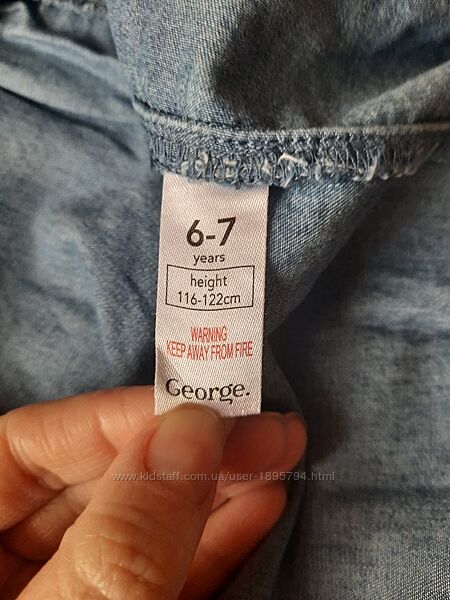 6-7
years
height
116-122cm
WARNING
KEEP AWAY FROM FIRE
George.
www.kidstaff.com.ua/user-1895794.html